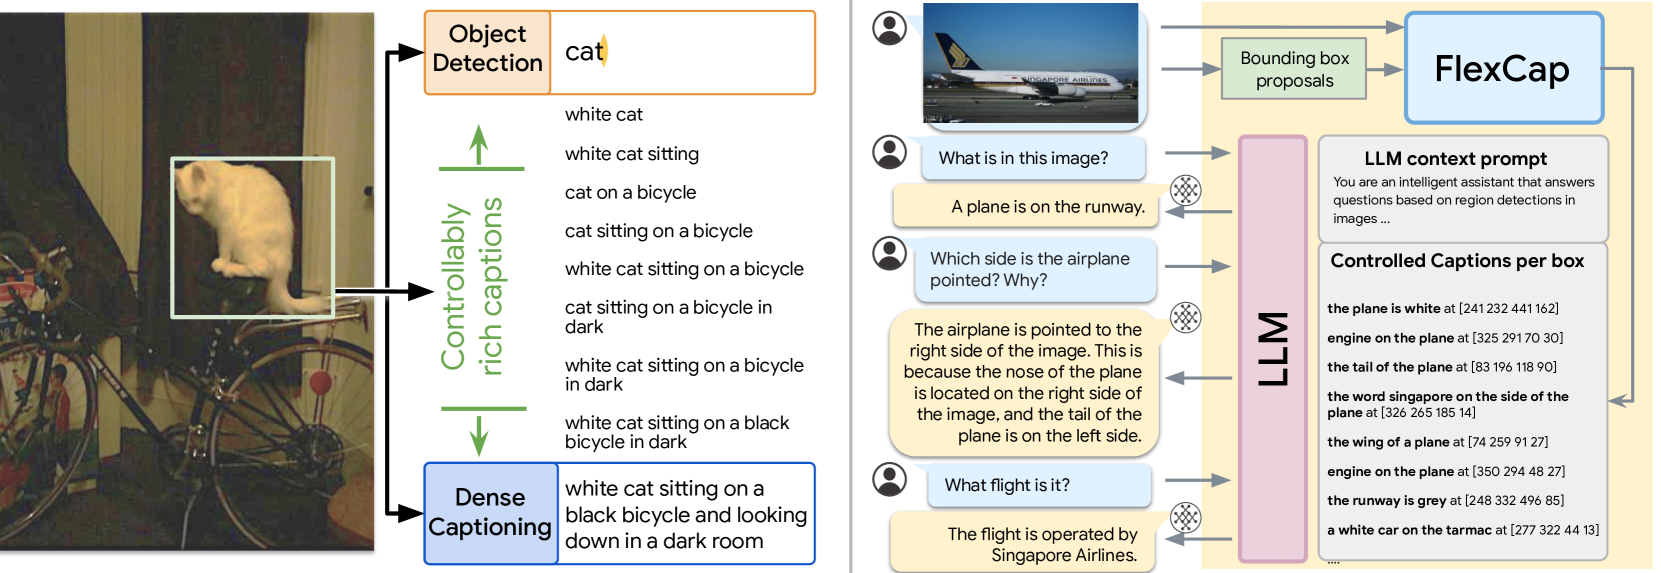 Object
Detection
cat
white cat
white cat sitting
cat on a bicycle
cat sitting on a bicycle
white cat sitting on a bicycle
cat sitting on a bicycle in
dark
white cat sitting on a bicycle
in dark
white cat sitting on a black
bicycle in dark
Controllably
rich captions
Dense
Captioning
white cat sitting on a
black bicycle and looking
down in a dark room
SINGAPORE AIRLINES
What is in this image?
A plane is on the runway.
Which side is the airplane
pointed? Why?
The airplane is pointed to the
right side of the image. This is
because the nose of the plane
is located on the right side of
the image, and the tail of the
plane is on the left side.
What flight is it?
The flight is operated by
Singapore Airlines.
Bounding box
proposals
FlexCap
LLM
LLM context prompt
You are an intelligent assistant that answers
questions based on region detections in
images ...
Controlled Captions per box
the plane is white at [241 232 441 162]
engine on the plane at [325 291 70 30]
the tail of the plane at [83 196 118 90]
the word singapore on the side of the
plane at [326 265 185 14]
the wing of a plane at [74 259 91 27]
engine on the plane at [350 294 48 27]
the runway is grey at [248 332 496 85]
a white car on the tarmac at [277 322 44 13]
....